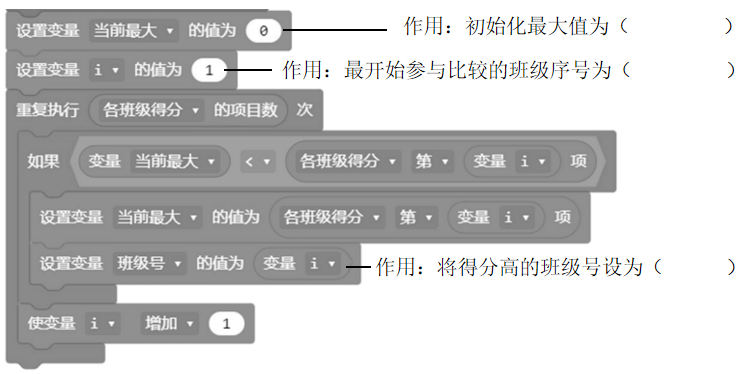 设置变量 当前最大 的值为 0 作用：初始化最大值为（ ）
设置变量 i 的值为 1 作用：最开始参与比较的班级序号为（ ）
重复执行 各班级得分 的项目数 次
如果 变量 当前最大 < 各班级得分 第 变量 i 项
设置变量 当前最大 的值为 各班级得分 第 变量 i 项
设置变量 班级号 的值为 变量 i 作用：将得分高的班级号设为（ ）
使变量 i 增加 1